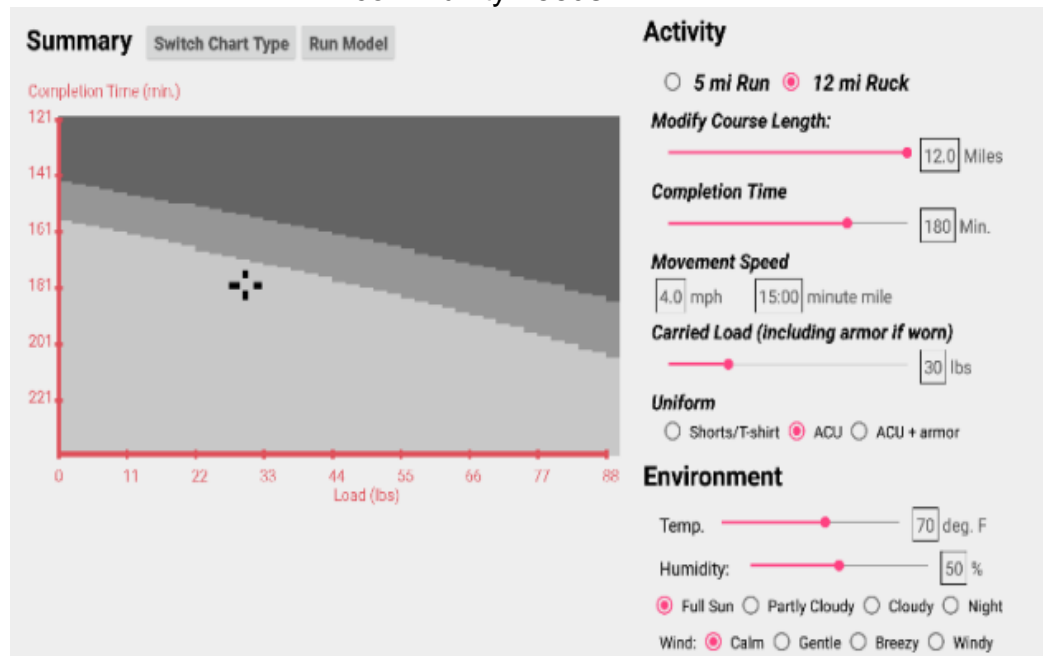 Summary
Switch Chart Type
Run Model
Completion Time (min.)
121
141
161
181
201
221
0 11 22 33 44 55 66 77 88
Load (lbs)
Activity
5 mi Run 12 mi Ruck
Modify Course Length:
12.0 Miles
Completion Time
180 Min.
Movement Speed
4.0 mph 15:00 minute mile
Carried Load (including armor if worn)
30 lbs
Uniform
Shorts/T-shirt ACU ACU + armor
Environment
Temp. 70 deg. F
Humidity: 50 %
Full Sun Partly Cloudy Cloudy Night
Wind: Calm Gentle Breezy Windy